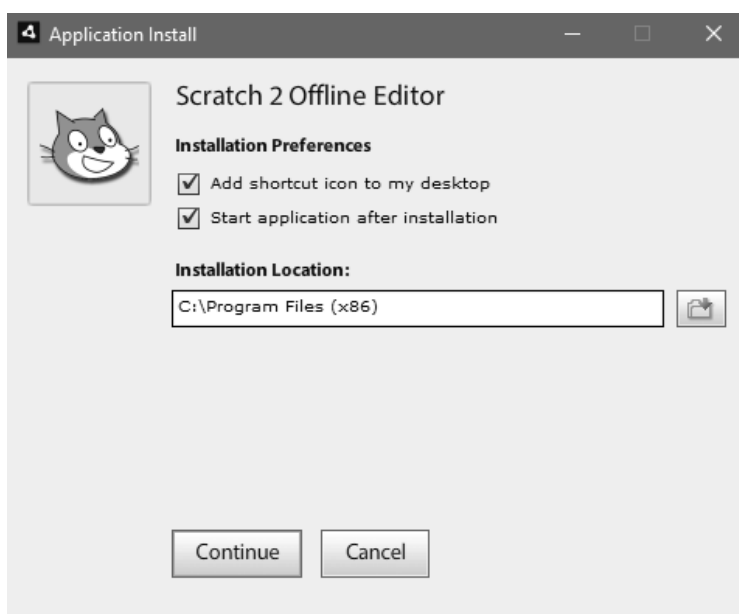 Application Install
Scratch 2 Offline Editor
Installation Preferences
Add shortcut icon to my desktop
Start application after installation
Installation Location:
C:\Program Files (x86)
Continue
Cancel